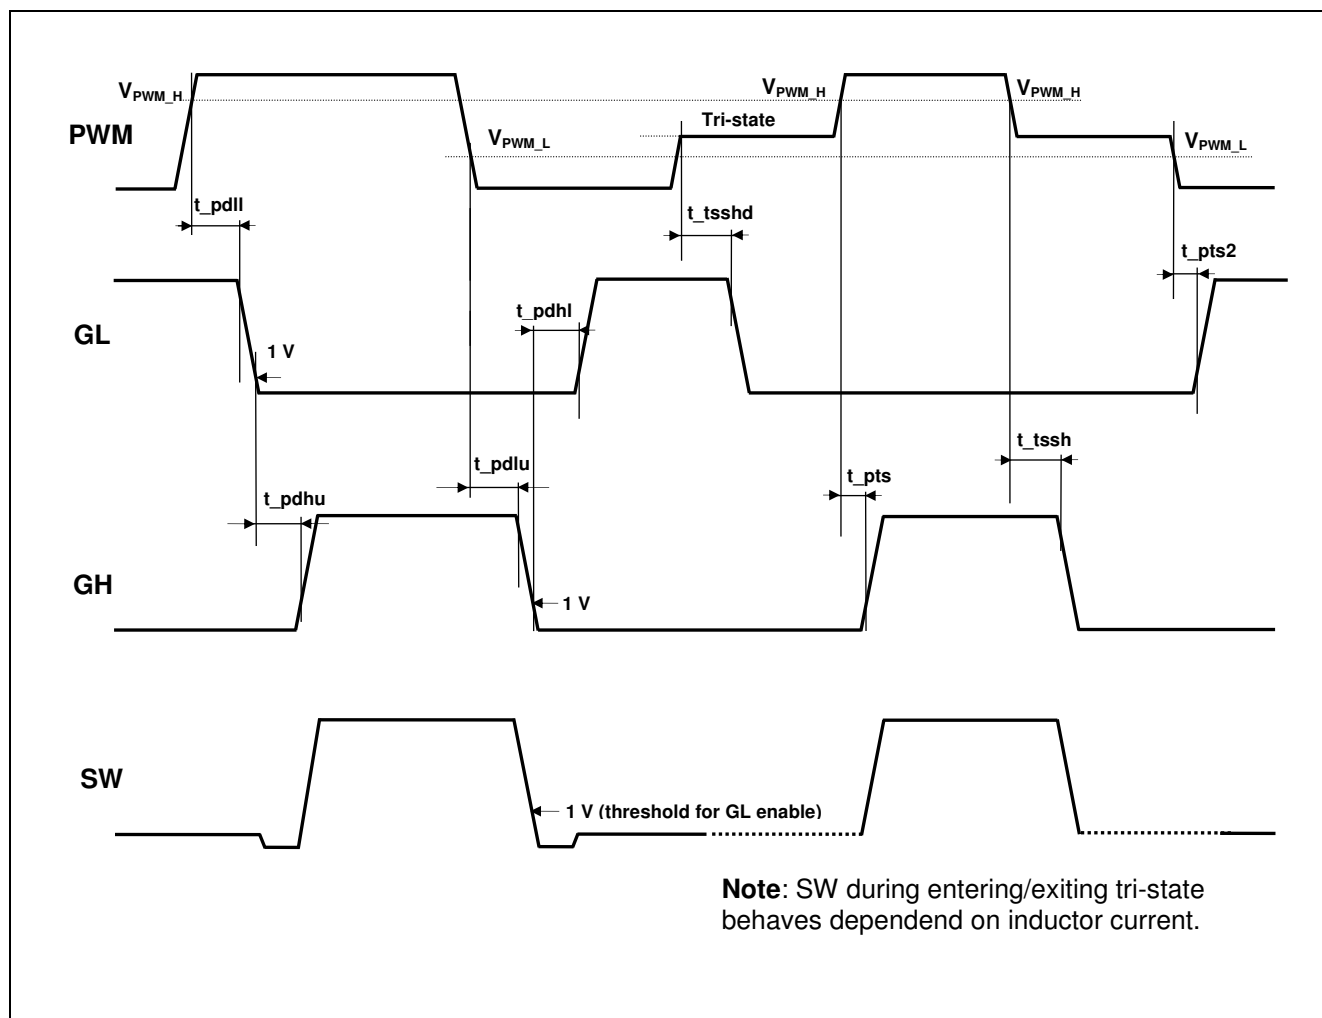 V_PWM_H
V_PWM_H
V_PWM_H
PWM
Tri-state
V_PWM_L
V_PWM_L
t_pdll
t_tsshd
t_pts2
t_pdhl
GL
1 V
t_pdlu
t_tssh
t_pts
t_pdhu
GH
1 V
SW
1 V (threshold for GL enable)
Note: SW during entering/exiting tri-state
behaves dependend on inductor current.